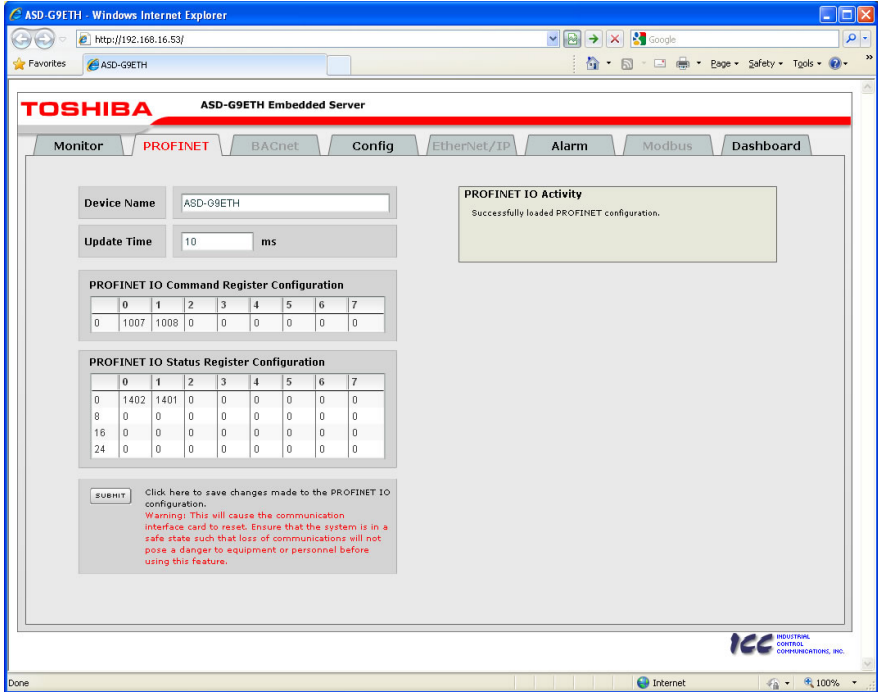 ASD-G9ETH - Windows Internet Explorer
http://192.168.16.53/
Google
Favorites
ASD-G9ETH
Page
Safety
Tools
»
TOSHIBA
ASD-G9ETH Embedded Server
Monitor
PROFINET
BACnet
Config
EtherNet/IP
Alarm
Modbus
Dashboard
Device Name
ASD-G9ETH
Update Time
10
ms
PROFINET IO Activity
Successfully loaded PROFINET configuration.
PROFINET IO Command Register Configuration
0 1 2 3 4 5 6 7
0 1007 1008 0 0 0 0 0 0
PROFINET IO Status Register Configuration
0 1 2 3 4 5 6 7
0 1402 1401 0 0 0 0 0 0
8 0 0 0 0 0 0 0 0
16 0 0 0 0 0 0 0 0
24 0 0 0 0 0 0 0 0
SUBMIT
Click here to save changes made to the PROFINET IO
configuration.
Warning: This will cause the communication
interface card to reset. Ensure that the system is in a
safe state such that loss of communications will not
pose a danger to equipment or personnel before
using this feature.
ICC
INDUSTRIAL
CONTROL
COMMUNICATIONS, INC.
Done
Internet
100%